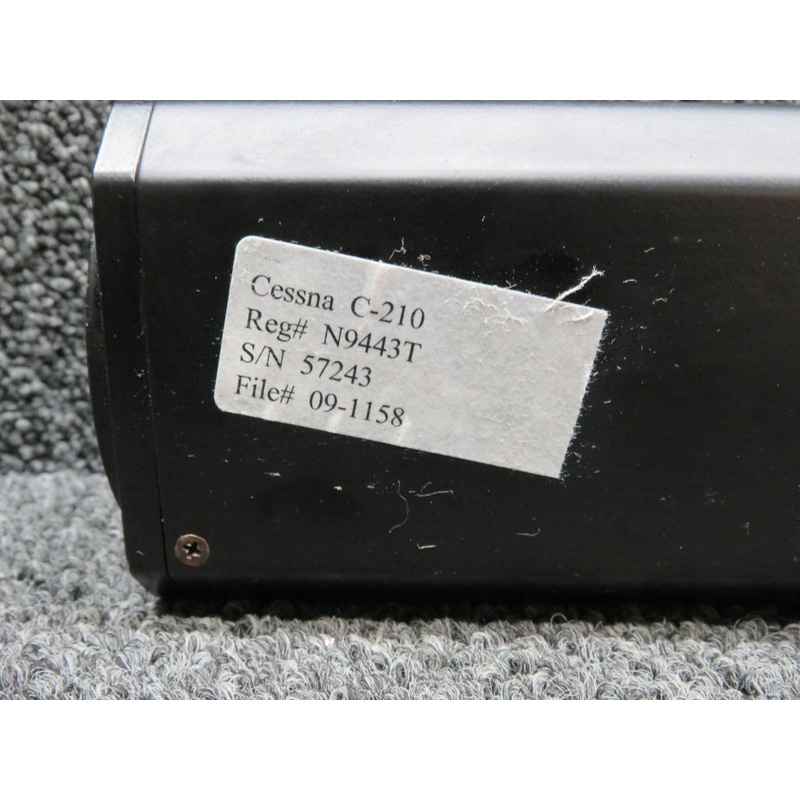 Cessna C-210
Reg# N9443T
S/N 57243
File# 09-1158